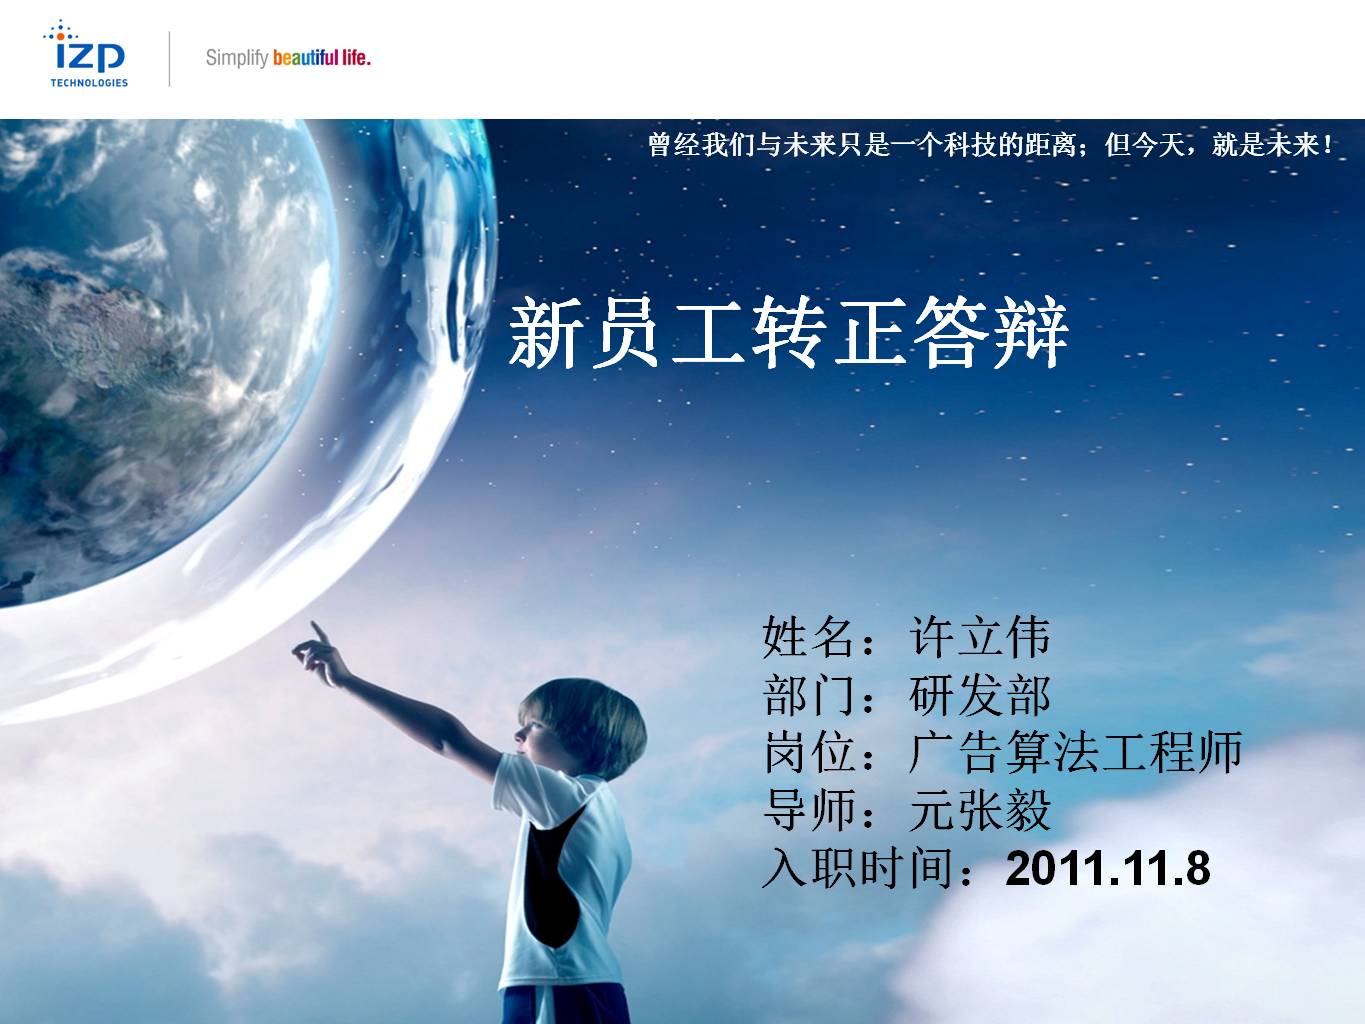 izp
TECHNOLOGIES
Simplify beautiful life.
曾经我们与未来只是一个科技的距离；但今天，就是未来！
新员工转正答辩
姓名：许立伟
部门：研发部
岗位：广告算法工程师
导师：元张毅
入职时间：2011.11.8